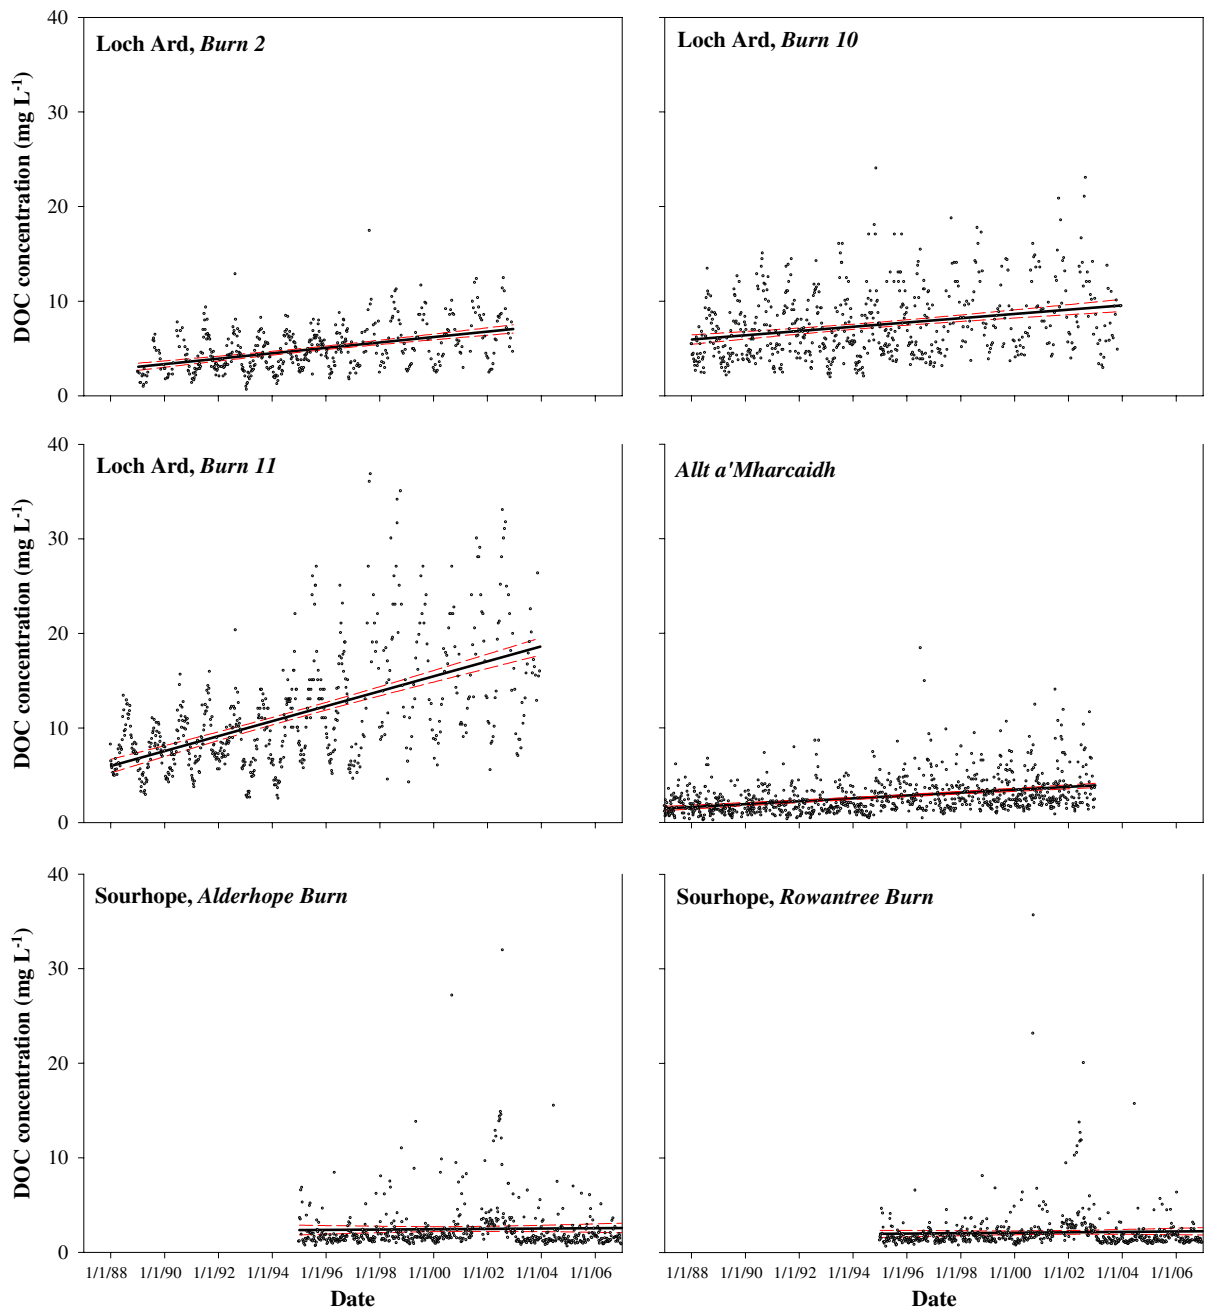 40
Loch Ard, Burn 2
Loch Ard, Burn 10
30
20
10
0
DOC concentration (mg L⁻¹)
40
Loch Ard, Burn 11
Allt a'Mharcaidh
30
20
10
0
DOC concentration (mg L⁻¹)
1/1/88 1/1/90 1/1/92 1/1/94 1/1/96 1/1/98 1/1/00 1/1/02 1/1/04 1/1/06
40
Sourhope, Alderhope Burn
Sourhope, Rowantree Burn
30
20
10
0
DOC concentration (mg L⁻¹)
1/1/88 1/1/90 1/1/92 1/1/94 1/1/96 1/1/98 1/1/00 1/1/02 1/1/04 1/1/06
Date
Date